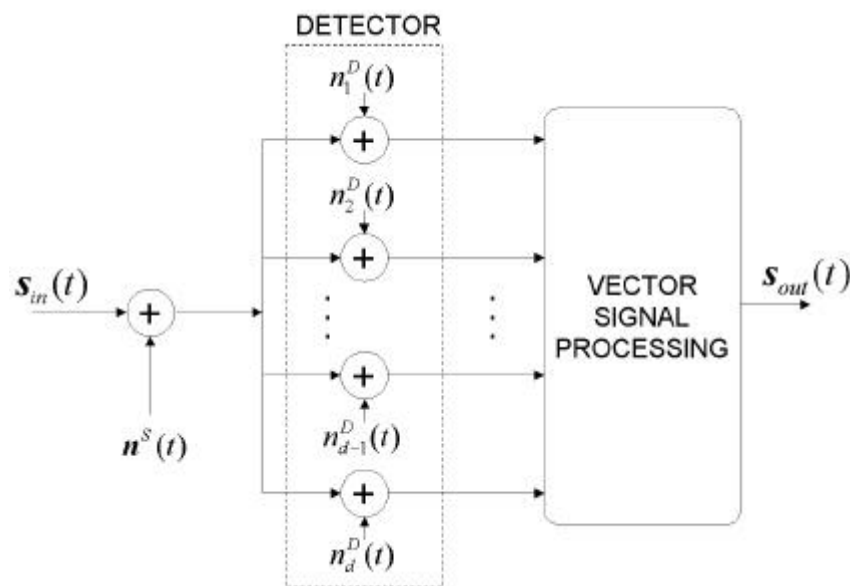 DETECTOR
n_1^D(t)
n_2^D(t)
s_in(t)
n^S(t)
n_{d-1}^D(t)
n_d^D(t)
VECTOR
SIGNAL
PROCESSING
s_out(t)